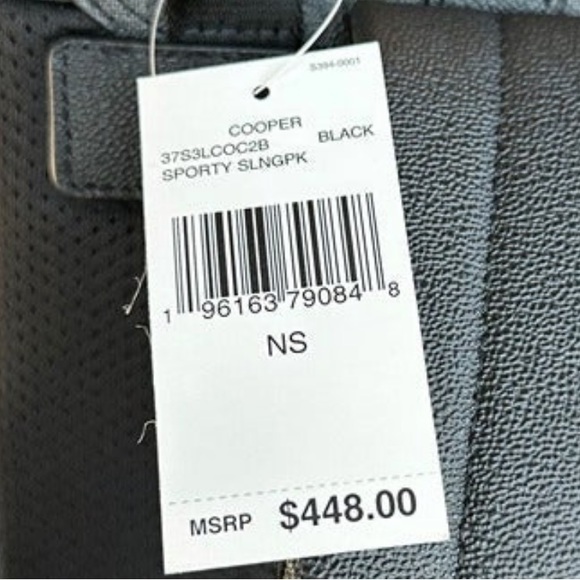 S394-0001
COOPER
37S3LCOC2B BLACK
SPORTY SLNGPK
1 96163 79084 8
NS
MSRP $448.00